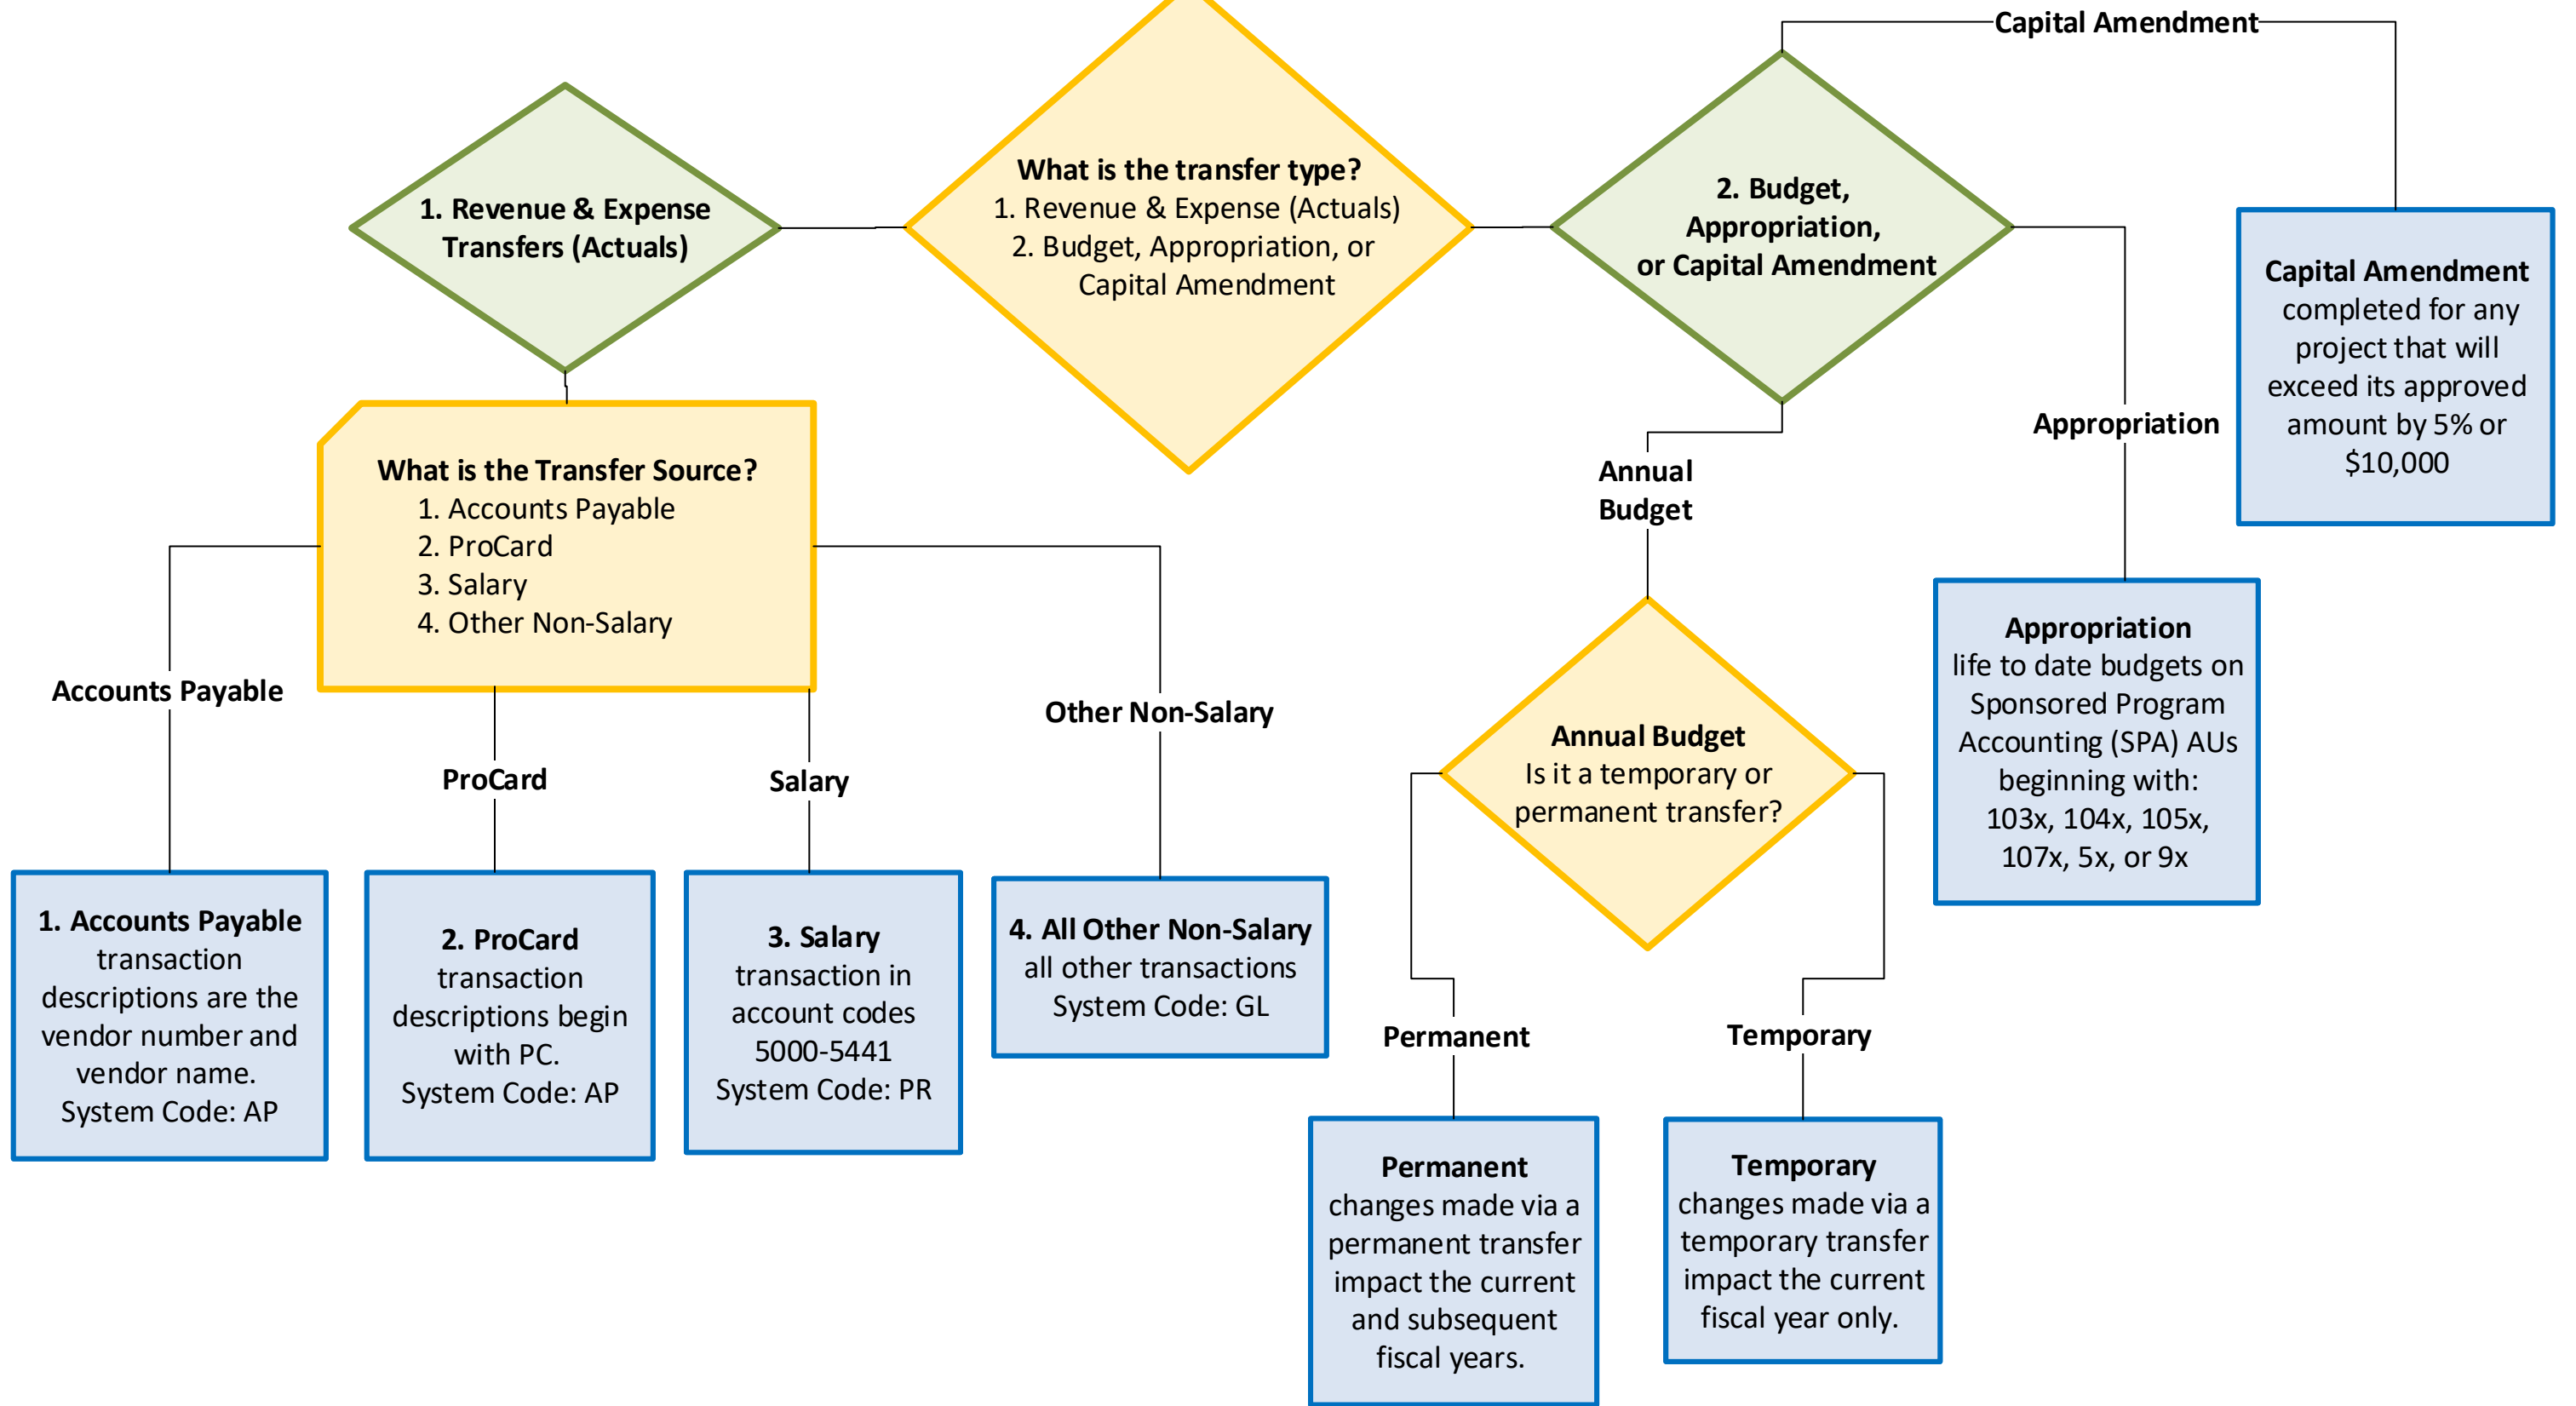 Capital Amendment
What is the transfer type?
1. Revenue & Expense (Actuals)
2. Budget, Appropriation, or
Capital Amendment
1. Revenue & Expense
Transfers (Actuals)
2. Budget,
Appropriation,
or Capital Amendment
Capital Amendment
completed for any
project that will
exceed its approved
amount by 5% or
$10,000
Appropriation
Annual
Budget
What is the Transfer Source?
1. Accounts Payable
2. ProCard
3. Salary
4. Other Non-Salary
Accounts Payable
ProCard
Salary
Other Non-Salary
Appropriation
life to date budgets on
Sponsored Program
Accounting (SPA) AUs
beginning with:
103x, 104x, 105x,
107x, 5x, or 9x
Annual Budget
Is it a temporary or
permanent transfer?
1. Accounts Payable
transaction
descriptions are the
vendor number and
vendor name.
System Code: AP
2. ProCard
transaction
descriptions begin
with PC.
System Code: AP
3. Salary
transaction in
account codes
5000-5441
System Code: PR
4. All Other Non-Salary
all other transactions
System Code: GL
Permanent
Temporary
Permanent
changes made via a
permanent transfer
impact the current
and subsequent
fiscal years.
Temporary
changes made via a
temporary transfer
impact the current
fiscal year only.